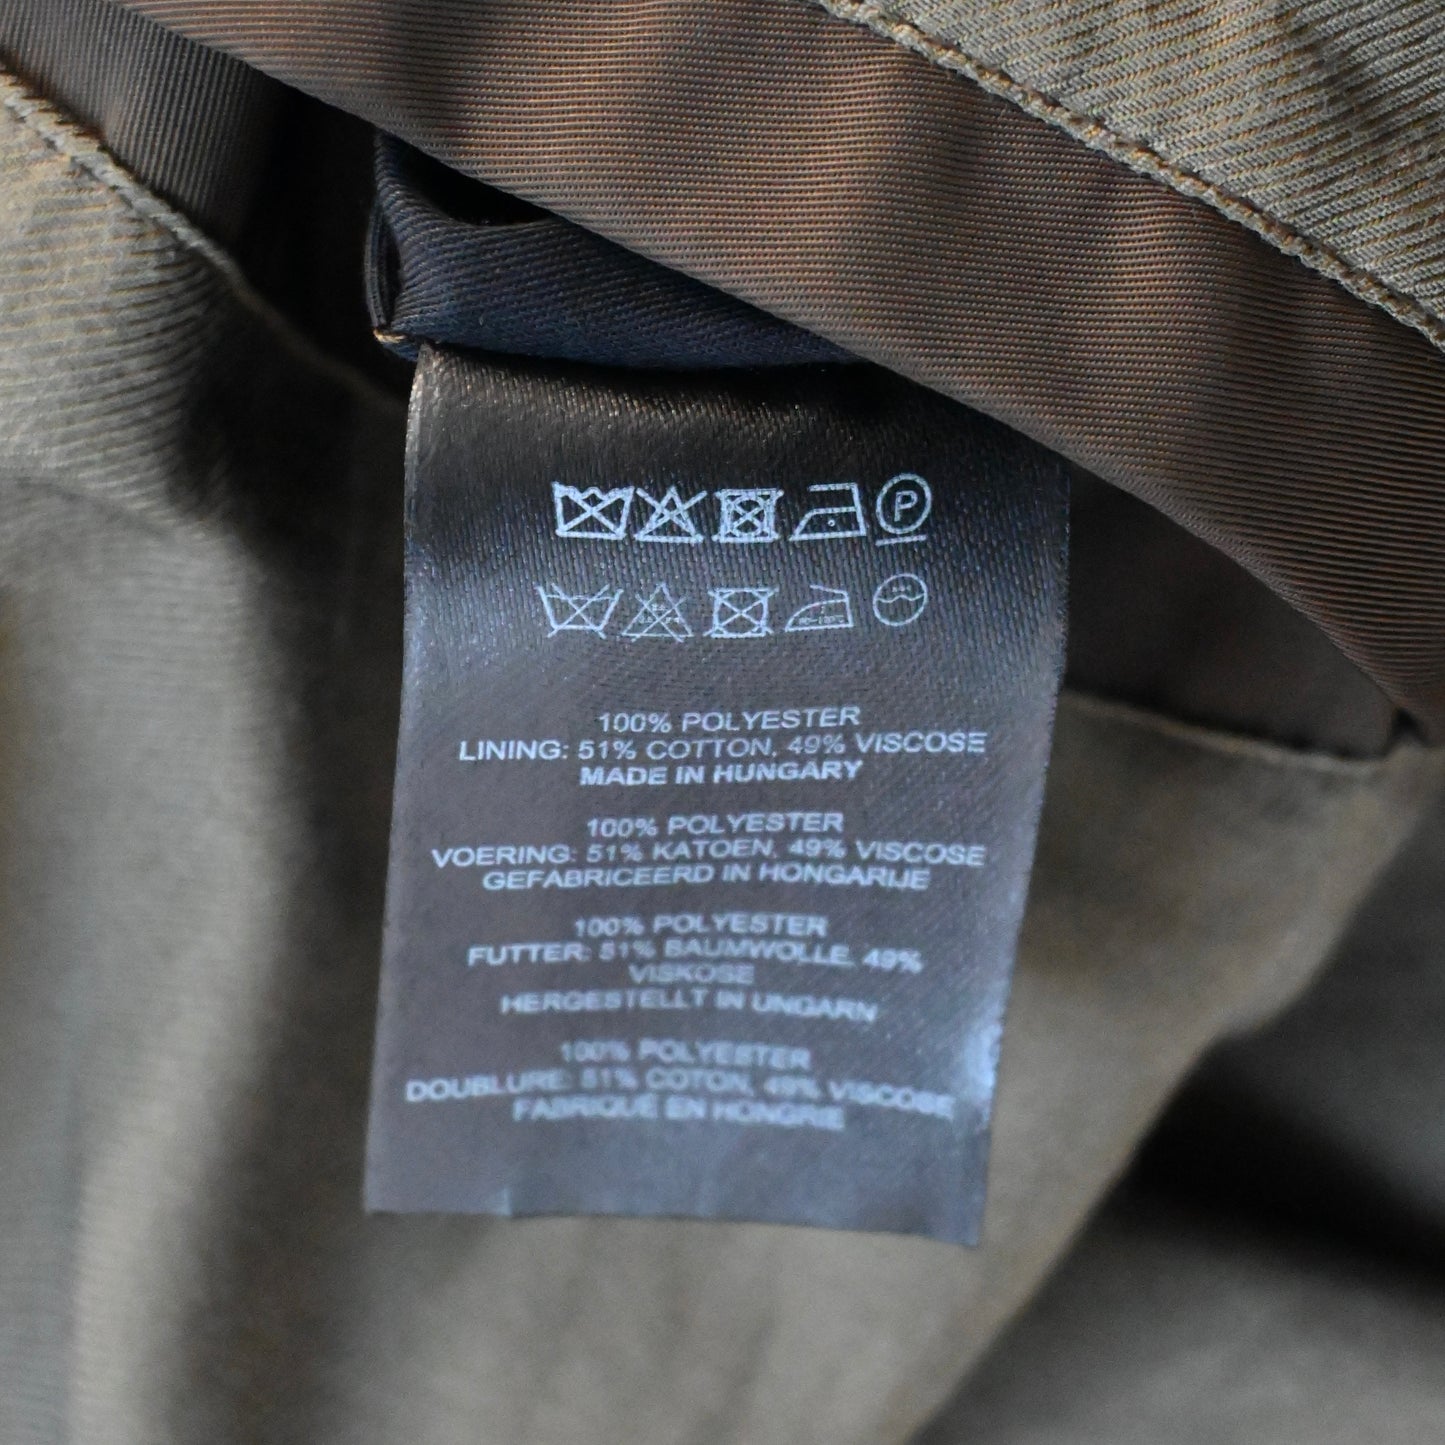 P
100% POLYESTER
LINING: 51% COTTON, 49% VISCOSE
MADE IN HUNGARY
100% POLYESTER
VOERING: 51% KATOEN, 49% VISCOSE
GEFABRICEERD IN HONGARIJE
100% POLYESTER
FUTTER: 51% BAUMWOLLE, 49%
VISKOSE
HERGESTELLT IN UNGARN
100% POLYESTER
DOUBLURE: 51% COTON, 49% VISCOSE
FABRIQUÉ EN HONGRIE